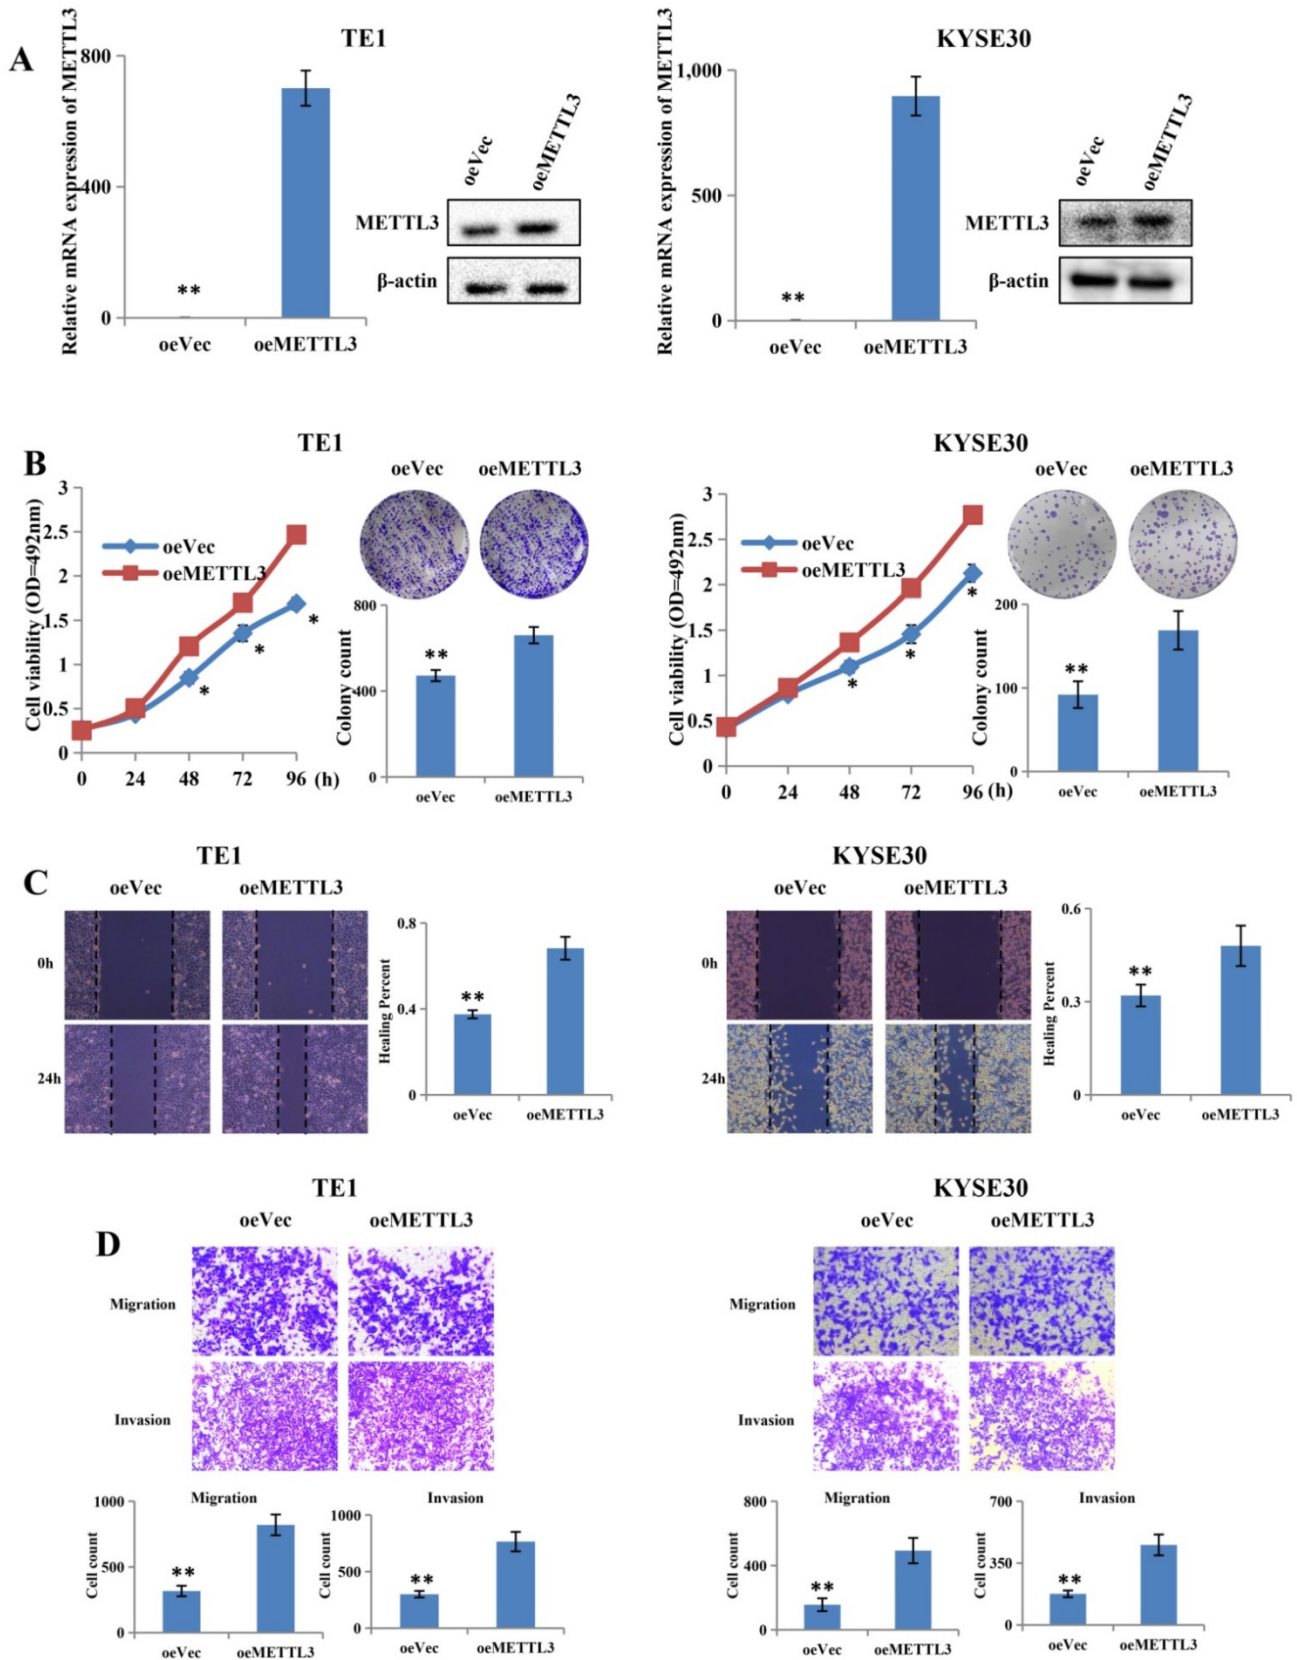 A
TE1
Relative mRNA expression of METTL3
800
400
0
**
oeVec
oeMETTL3
oeVec
oeMETTL3
METTL3
β-actin
KYSE30
Relative mRNA expression of METTL3
1,000
500
0
**
oeVec
oeMETTL3
oeVec
oeMETTL3
METTL3
β-actin
B
TE1
Cell viability (OD=492nm)
3
2.5
2
1.5
1
0.5
0
oeVec
oeMETTL3
*
*
*
0 24 48 72 96 (h)
oeVec oeMETTL3
Colony count
800
400
0
**
oeVec oeMETTL3
KYSE30
Cell viability (OD=492nm)
3
2.5
2
1.5
1
0.5
0
oeVec
oeMETTL3
*
*
*
0 24 48 72 96 (h)
oeVec oeMETTL3
Colony count
200
100
0
**
oeVec oeMETTL3
C
TE1
oeVec oeMETTL3
0h
24h
Healing Percent
0.8
0.4
0
**
oeVec oeMETTL3
KYSE30
oeVec oeMETTL3
0h
24h
Healing Percent
0.6
0.3
0
**
oeVec oeMETTL3
D
TE1
oeVec oeMETTL3
Migration
Invasion
Migration
Cell count
1000
500
0
**
oeVec oeMETTL3
Invasion
Cell count
1000
500
0
**
oeVec oeMETTL3
KYSE30
oeVec oeMETTL3
Migration
Invasion
Migration
Cell count
800
400
0
**
oeVec oeMETTL3
Invasion
Cell count
700
350
0
**
oeVec oeMETTL3